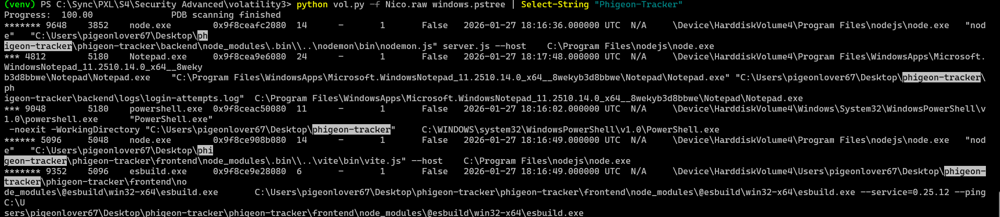 (venv) PS C:\Sync\PXL\S4\Security Advanced\volatility3> python vol.py -f Nico.raw windows.pstree | Select-String "Phigeon-Tracker"
Progress:  100.00               PDB scanning finished
******* 9648    3852    node.exe        0x9f8ceafc2080  14      -       1       False   2026-01-27 18:16:36.000000 UTC  N/A     \Device\HarddiskVolume4\Program Files\nodejs\node.exe   "nod
e"   "C:\Users\pigeonlover67\Desktop\ph
igeon-tracker\phigeon-tracker\backend\node_modules\.bin\\..\nodemon\bin\nodemon.js" server.js --host    C:\Program Files\nodejs\node.exe
*** 4812        5180    Notepad.exe     0x9f8cea9e6080  24      -       1       False   2026-01-27 18:17:48.000000 UTC  N/A     \Device\HarddiskVolume4\Program Files\WindowsApps\Microsoft.
WindowsNotepad_11.2510.14.0_x64__8weky
b3d8bbwe\Notepad\Notepad.exe    "C:\Program Files\WindowsApps\Microsoft.WindowsNotepad_11.2510.14.0_x64__8wekyb3d8bbwe\Notepad\Notepad.exe" "C:\Users\pigeonlover67\Desktop\phigeon-tracker\
ph
igeon-tracker\backend\logs\login-attempts.log"  C:\Program Files\WindowsApps\Microsoft.WindowsNotepad_11.2510.14.0_x64__8wekyb3d8bbwe\Notepad\Notepad.exe
*** 9048        5180    powershell.exe  0x9f8ceac50080  11      -       1       False   2026-01-27 18:16:02.000000 UTC  N/A     \Device\HarddiskVolume4\Windows\System32\WindowsPowerShell\v
1.0\powershell.exe      "PowerShell.exe"
 -noexit -WorkingDirectory "C:\Users\pigeonlover67\Desktop\phigeon-tracker"     C:\WINDOWS\system32\WindowsPowerShell\v1.0\PowerShell.exe
****** 5096     5048    node.exe        0x9f8ce908b080  14      -       1       False   2026-01-27 18:16:49.000000 UTC  N/A     \Device\HarddiskVolume4\Program Files\nodejs\node.exe   "nod
e"   "C:\Users\pigeonlover67\Desktop\phi
geon-tracker\phigeon-tracker\frontend\node_modules\.bin\\..\vite\bin\vite.js" --host    C:\Program Files\nodejs\node.exe
******* 9352    5096    esbuild.exe     0x9f8ce9e28080  6       -       1       False   2026-01-27 18:16:49.000000 UTC  N/A     \Device\HarddiskVolume4\Users\pigeonlover67\Desktop\phigeon-
tracker\phigeon-tracker\frontend\no
de_modules\@esbuild\win32-x64\esbuild.exe       C:\Users\pigeonlover67\Desktop\phigeon-tracker\phigeon-tracker\frontend\node_modules\@esbuild\win32-x64\esbuild.exe --service=0.25.12 --ping
C:\U
sers\pigeonlover67\Desktop\phigeon-tracker\phigeon-tracker\frontend\node_modules\@esbuild\win32-x64\esbuild.exe